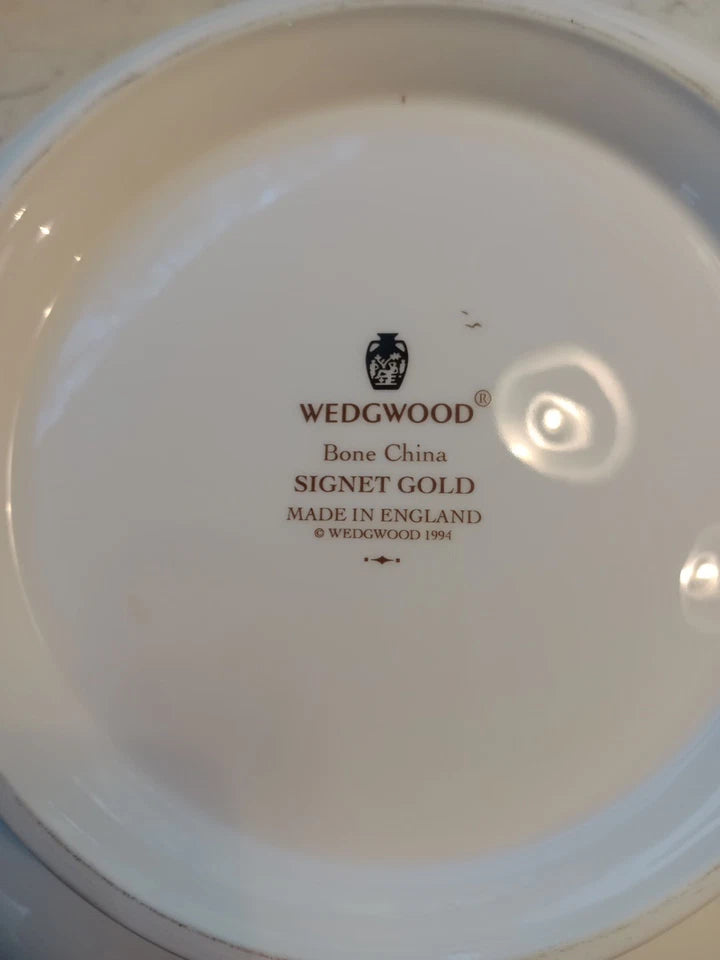 WEDGWOOD®
Bone China
SIGNET GOLD
MADE IN ENGLAND
© WEDGWOOD 1994